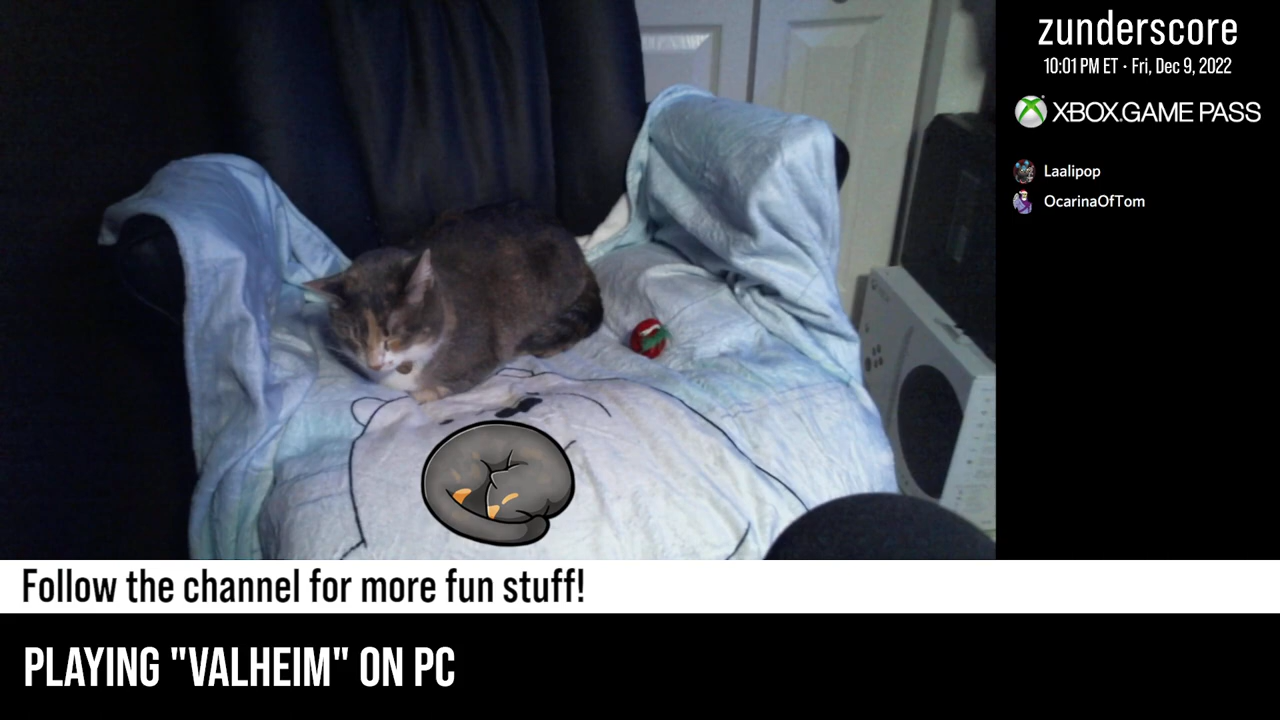 zunderscore
10:01 PM ET · Fri, Dec 9, 2022
XBOX GAME PASS
Laalipop
OcarinaOfTom
Follow the channel for more fun stuff!
PLAYING "VALHEIM" ON PC